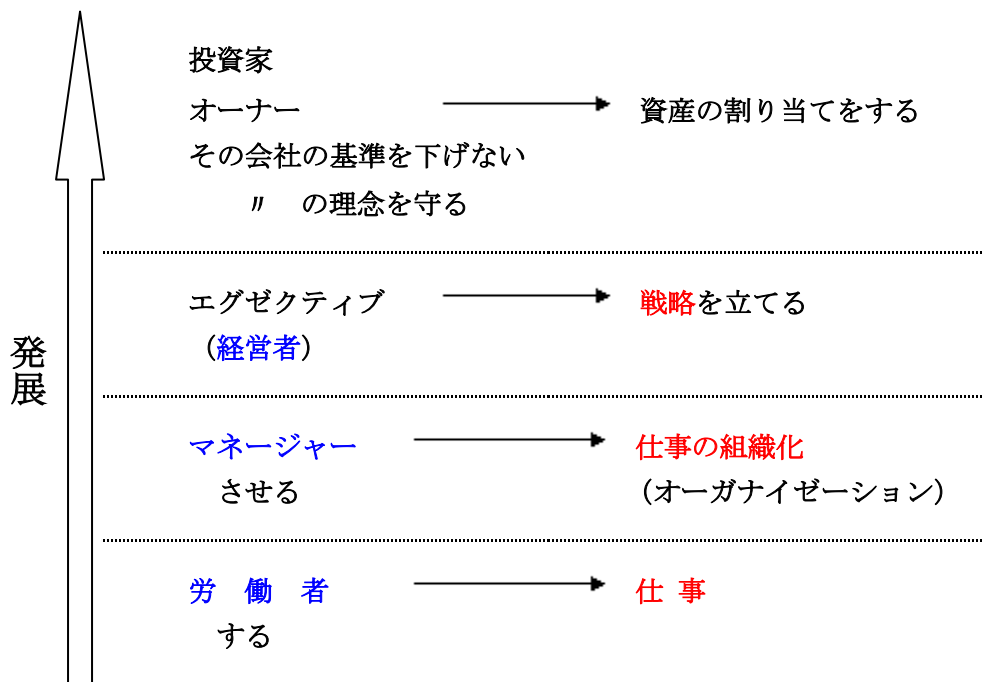 投資家
オーナー
資産の割り当てをする
その会社の基準を下げない
〃 の理念を守る
エグゼクティブ
戦略を立てる
（経営者）
発展
マネージャー
仕事の組織化
させる
（オーガナイゼーション）
労 働 者
仕 事
する